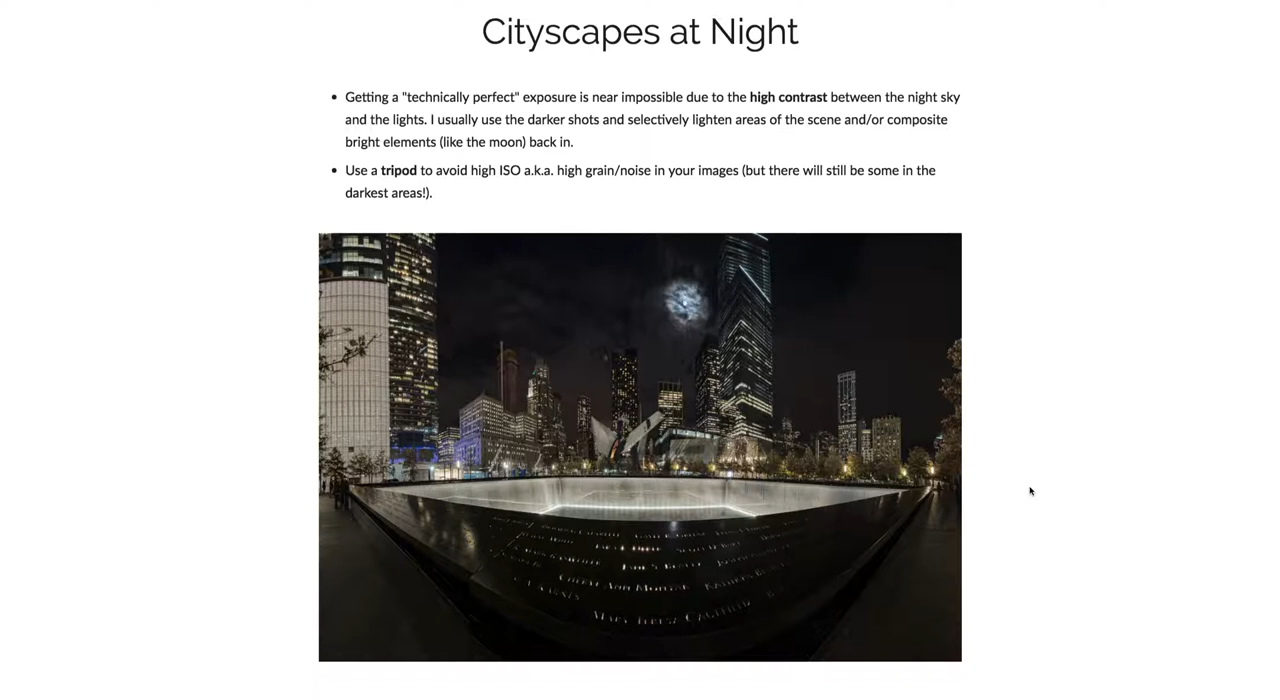 Cityscapes at Night
Getting a "technically perfect" exposure is near impossible due to the high contrast between the night sky
and the lights. I usually use the darker shots and selectively lighten areas of the scene and/or composite
bright elements (like the moon) back in.
Use a tripod to avoid high ISO a.k.a. high grain/noise in your images (but there will still be some in the
darkest areas!).